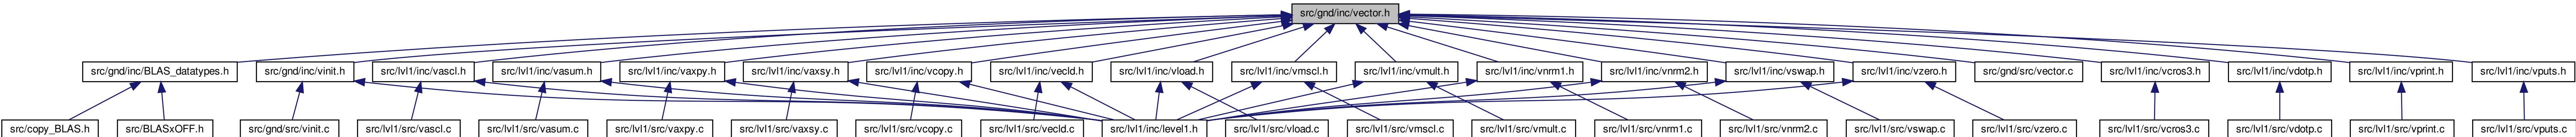 src/gnd/inc/vector.h
src/gnd/inc/BLAS_datatypes.h
src/gnd/inc/vinit.h
src/lvl1/inc/vascl.h
src/lvl1/inc/vasum.h
src/lvl1/inc/vaxpy.h
src/lvl1/inc/vaxsy.h
src/lvl1/inc/vcopy.h
src/lvl1/inc/vecld.h
src/lvl1/inc/vload.h
src/lvl1/inc/vmscl.h
src/lvl1/inc/vmult.h
src/lvl1/inc/vnrm1.h
src/lvl1/inc/vnrm2.h
src/lvl1/inc/vswap.h
src/lvl1/inc/vzero.h
src/gnd/src/vector.c
src/lvl1/inc/vcros3.h
src/lvl1/inc/vdotp.h
src/lvl1/inc/vprint.h
src/lvl1/inc/vputs.h
src/copy_BLAS.h
src/BLASxOFF.h
src/gnd/src/vinit.c
src/lvl1/src/vascl.c
src/lvl1/src/vasum.c
src/lvl1/src/vaxpy.c
src/lvl1/src/vaxsy.c
src/lvl1/src/vcopy.c
src/lvl1/src/vecld.c
src/lvl1/inc/level1.h
src/lvl1/src/vload.c
src/lvl1/src/vmscl.c
src/lvl1/src/vmult.c
src/lvl1/src/vnrm1.c
src/lvl1/src/vnrm2.c
src/lvl1/src/vswap.c
src/lvl1/src/vzero.c
src/lvl1/src/vcros3.c
src/lvl1/src/vdotp.c
src/lvl1/src/vprint.c
src/lvl1/src/vputs.c